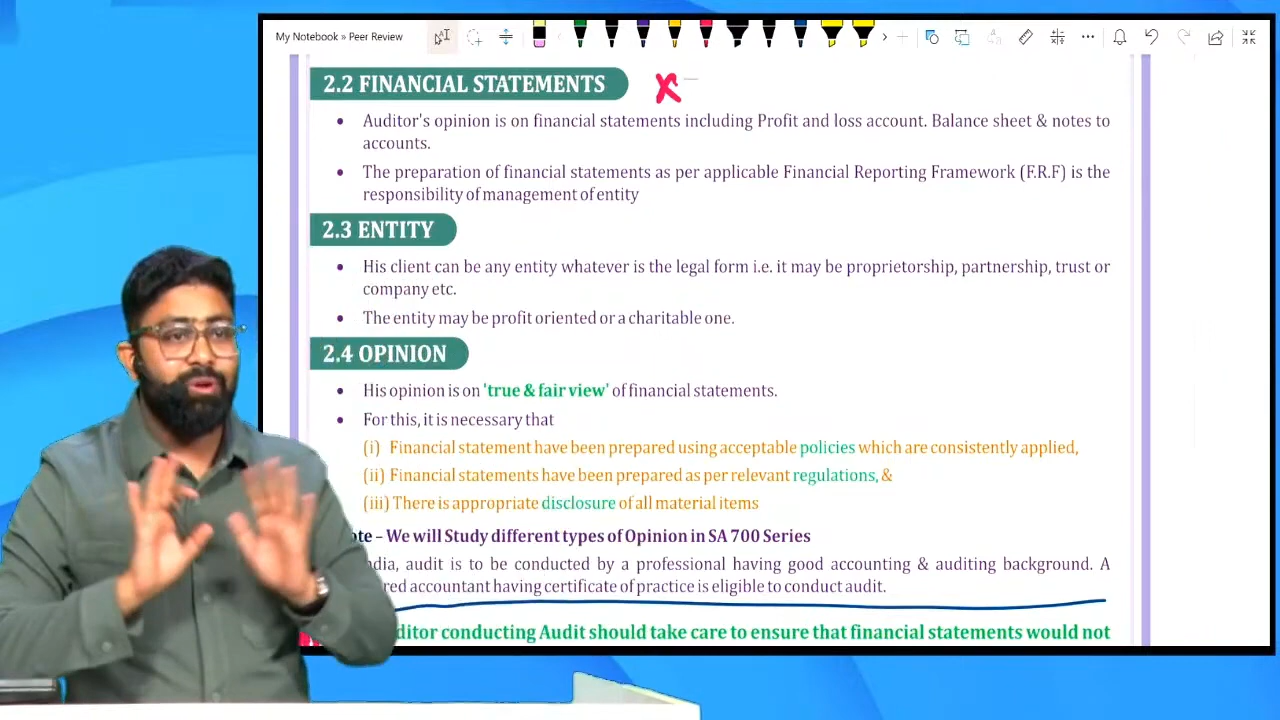 My Notebook » Peer Review
2.2 FINANCIAL STATEMENTS
• Auditor's opinion is on financial statements including Profit and loss account. Balance sheet & notes to
accounts.
• The preparation of financial statements as per applicable Financial Reporting Framework (F.R.F) is the
responsibility of management of entity
2.3 ENTITY
• His client can be any entity whatever is the legal form i.e. it may be proprietorship, partnership, trust or
company etc.
• The entity may be profit oriented or a charitable one.
2.4 OPINION
• His opinion is on 'true & fair view' of financial statements.
• For this, it is necessary that
(i) Financial statement have been prepared using acceptable policies which are consistently applied,
(ii) Financial statements have been prepared as per relevant regulations, &
(iii) There is appropriate disclosure of all material items
– We will Study different types of Opinion in SA 700 Series
audit is to be conducted by a professional having good accounting & auditing background. A
accountant having certificate of practice is eligible to conduct audit.
conducting Audit should take care to ensure that financial statements would not